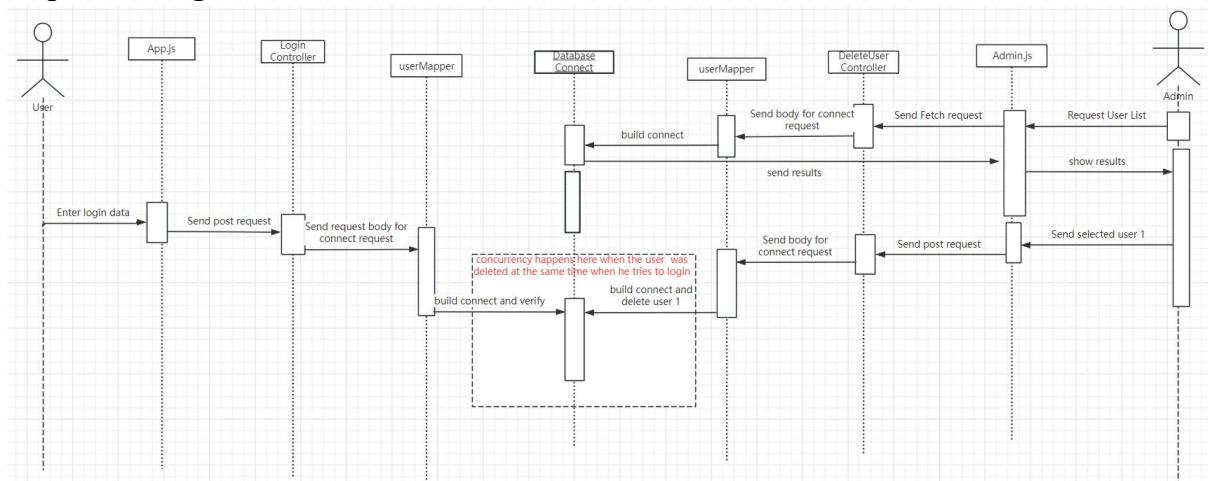 App.js
Login
Controller
userMapper
Database
Connect
userMapper
DeleteUser
Controller
Admin.js
User
Admin
Request User List
Send Fetch request
Send body for connect
request
build connect
send results
show results
Enter login data
Send post request
Send request body for
connect request
Send selected user 1
Send post request
Send body for
connect request
concurrency happens here when the user was
deleted at the same time when he tries to login
build connect and verify
build connect and
delete user 1